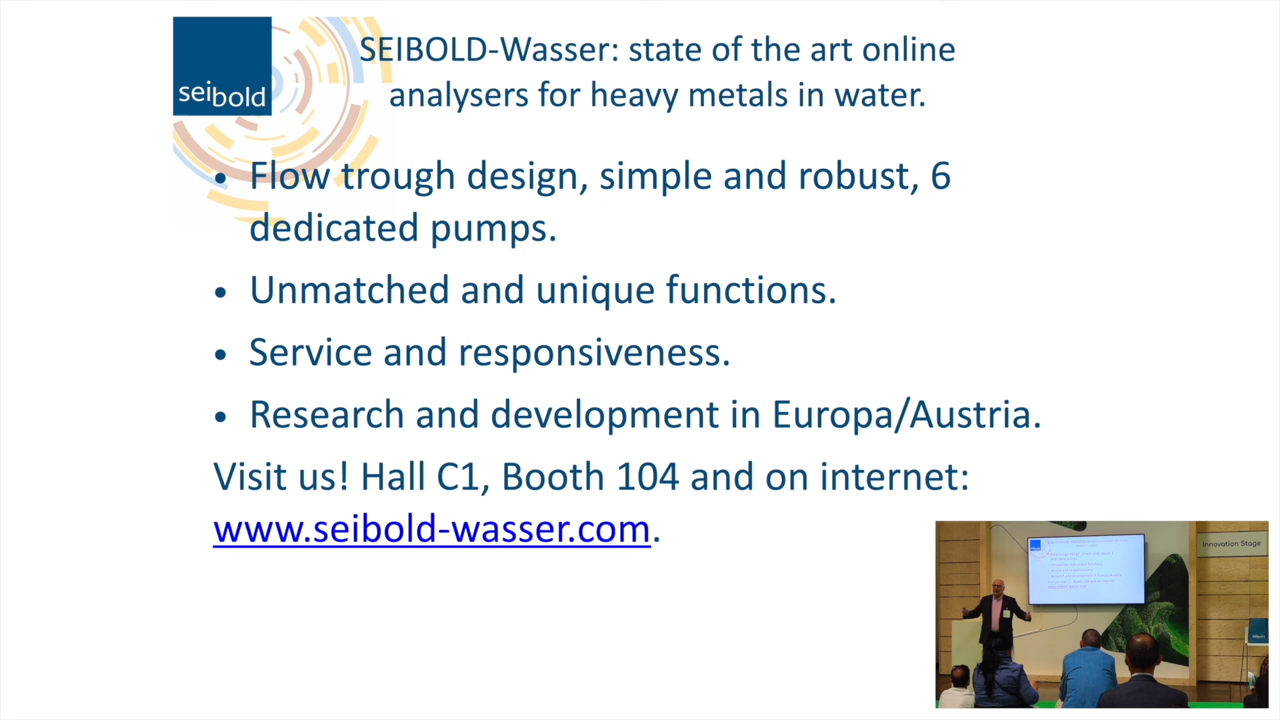 seibold
SEIBOLD-Wasser: state of the art online
analysers for heavy metals in water.
• Flow trough design, simple and robust, 6
dedicated pumps.
• Unmatched and unique functions.
• Service and responsiveness.
• Research and development in Europa/Austria.
Visit us! Hall C1, Booth 104 and on internet:
www.seibold-wasser.com.
Innovation Stage